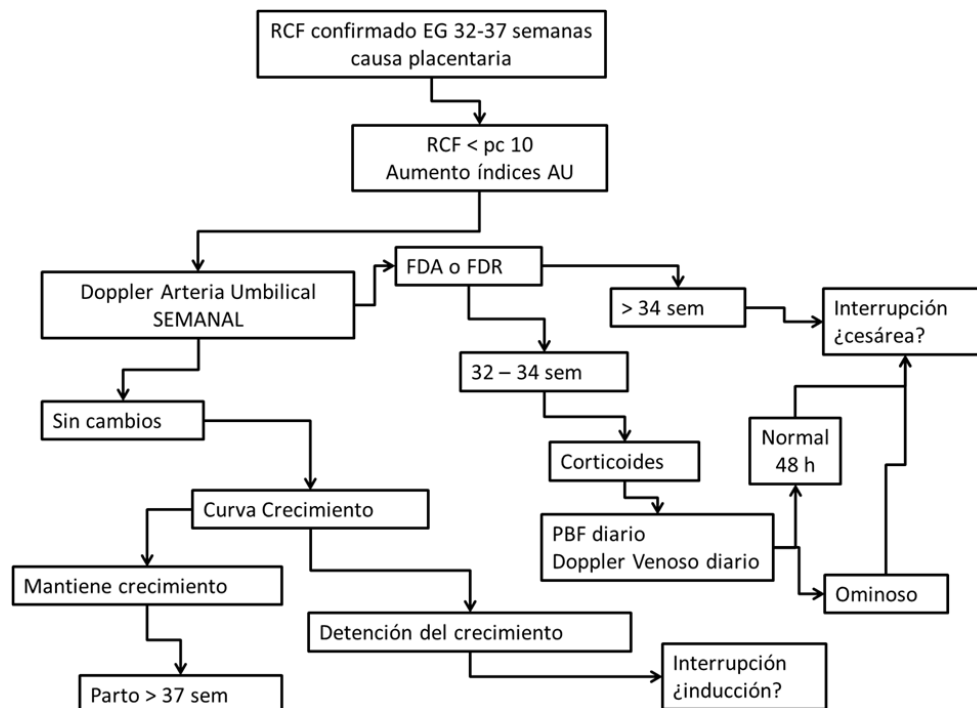 RCF confirmado EG 32-37 semanas
causa placentaria
RCF < pc 10
Aumento índices AU
Doppler Arteria Umbilical
SEMANAL
FDA o FDR
> 34 sem
Interrupción
¿cesárea?
32 – 34 sem
Sin cambios
Normal
48 h
Corticoides
Curva Crecimiento
PBF diario
Doppler Venoso diario
Mantiene crecimiento
Ominoso
Detención del crecimiento
Interrupción
¿inducción?
Parto > 37 sem